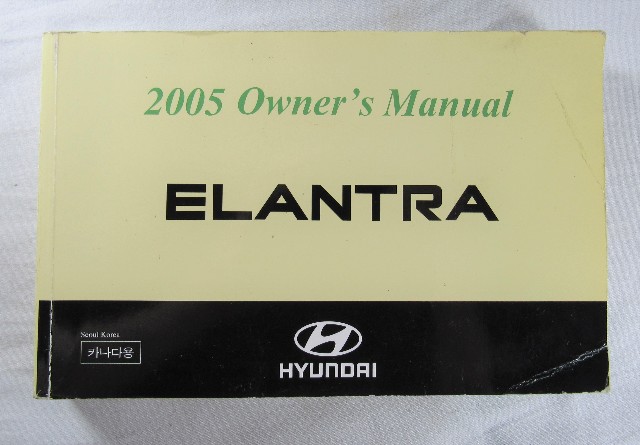 2005 Owner's Manual
ELANTRA
Seoul Korea
카나다용
HYUNDAI